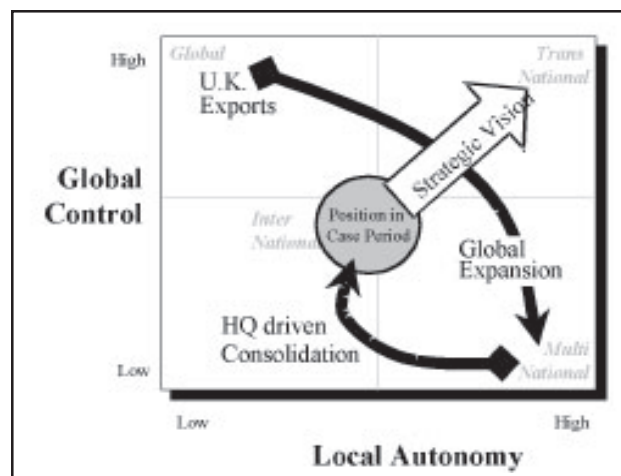 High
Global
Trans
National
U.K.
Exports
Strategic Vision
Global
Control
Inter
National
Position in
Case Period
Global
Expansion
HQ driven
Consolidation
Multi
National
Low
Low
High
Local Autonomy